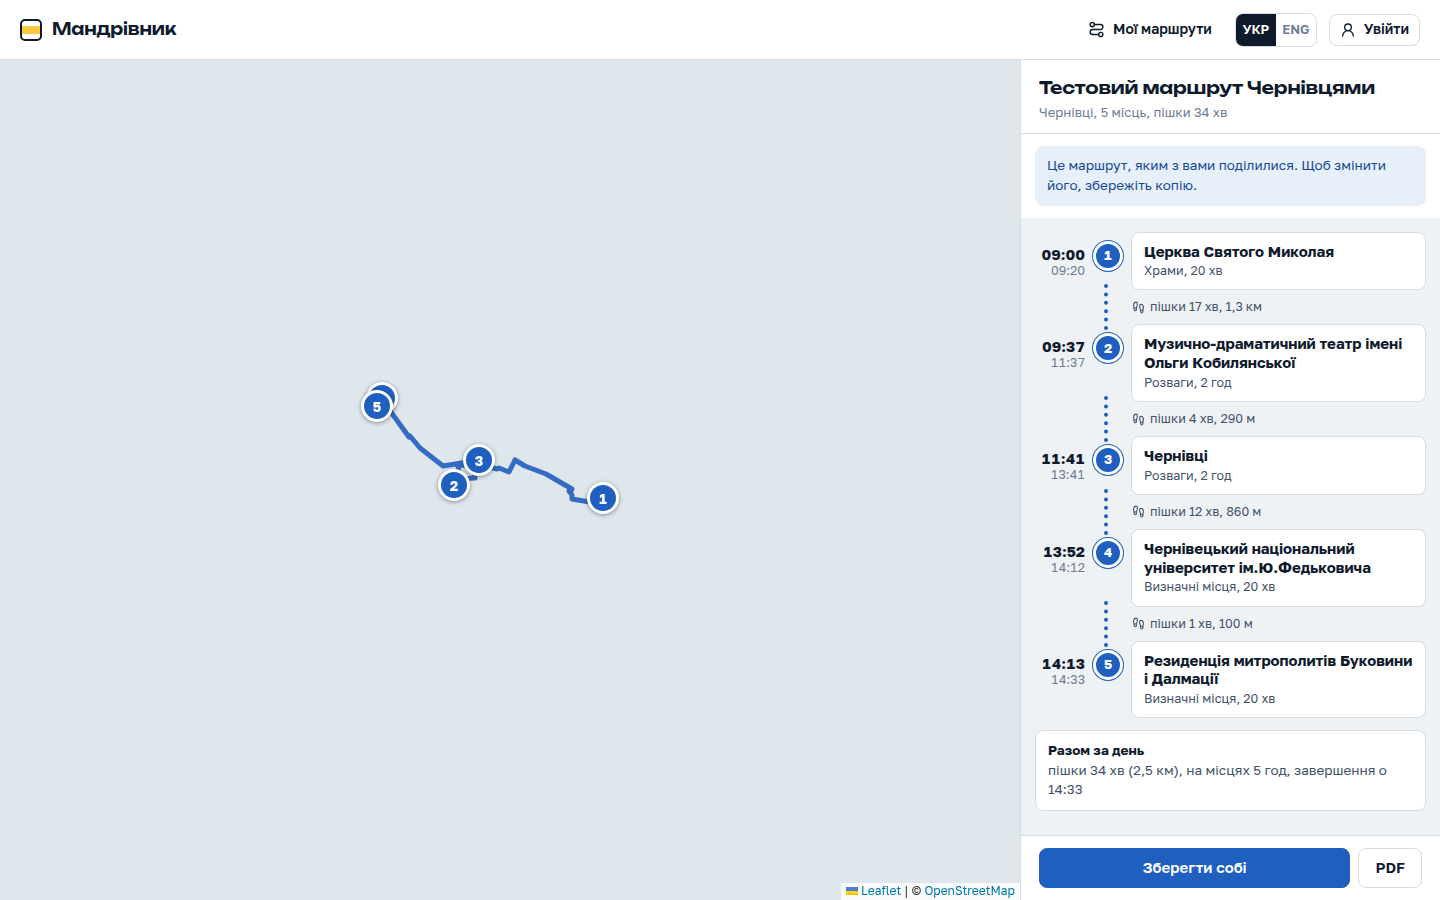 Мандрівник
Мої маршрути
УКР ENG
Увійти
Тестовий маршрут Чернівцями
Чернівці, 5 місць, пішки 34 хв
Це маршрут, яким з вами поділилися. Щоб змінити
його, збережіть копію.
09:00
09:20
1
Церква Святого Миколая
Храми, 20 хв
пішки 17 хв, 1,3 км
09:37
11:37
2
Музично-драматичний театр імені
Ольги Кобилянської
Розваги, 2 год
пішки 4 хв, 290 м
11:41
13:41
3
Чернівці
Розваги, 2 год
пішки 12 хв, 860 м
13:52
14:12
4
Чернівецький національний
університет ім.Ю.Федьковича
Визначні місця, 20 хв
пішки 1 хв, 100 м
14:13
14:33
5
Резиденція митрополитів Буковини
і Далмації
Визначні місця, 20 хв
Разом за день
пішки 34 хв (2,5 км), на місцях 5 год, завершення о
14:33
Зберегти собі
PDF
5
3
2
1
Leaflet | © OpenStreetMap